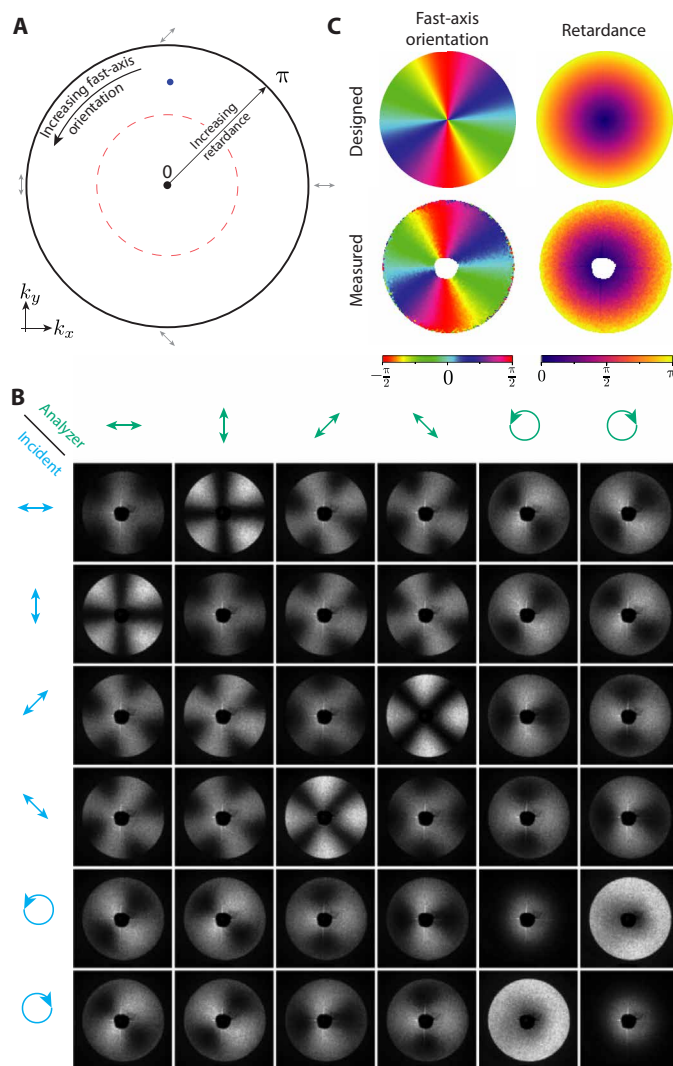 A
Increasing fast-axis
orientation
π
Increasing
retardance
0
k_y
k_x
C
Fast-axis
orientation
Retardance
Designed
Measured
-π/2
0
π/2
0
π/2
π
B
Analyzer
Incident